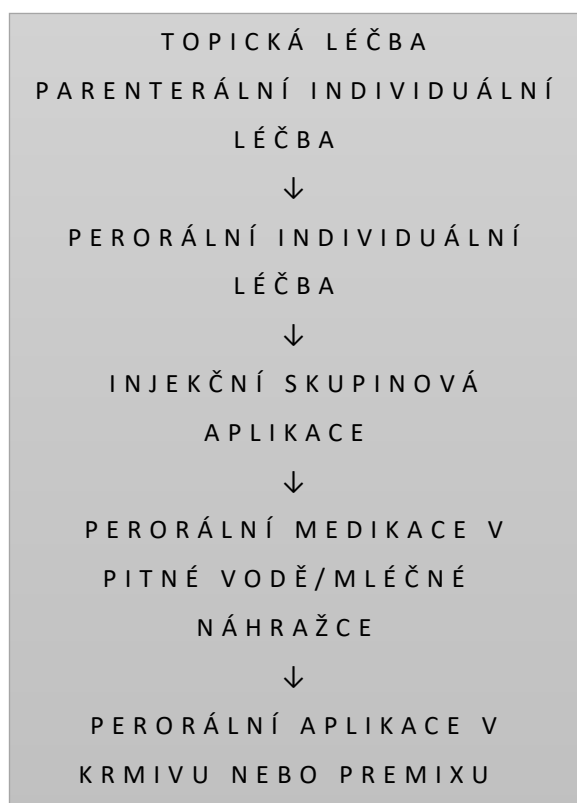 TOPICKÁ LÉČBA
PARENTERÁLNÍ INDIVIDUÁLNÍ
LÉČBA
↓
PERORÁLNÍ INDIVIDUÁLNÍ
LÉČBA
↓
INJEKČNÍ SKUPINOVÁ
APLIKACE
↓
PERORÁLNÍ MEDIKACE V
PITNÉ VODĚ/MLÉČNÉ
NÁHRAŽCE
↓
PERORÁLNÍ APLIKACE V
KRMIVU NEBO PREMIXU